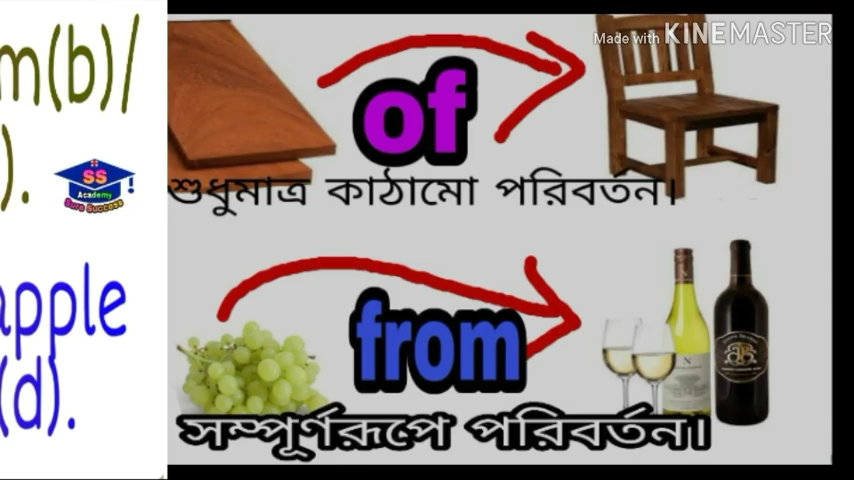 m(b)/
).
apple
(d).
SS
Academy
Sure Success
!
Made with KINEMASTER
of
শুধুমাত্র কাঠামো পরিবর্তন।
from
সম্পূর্ণরূপে পরিবর্তন।